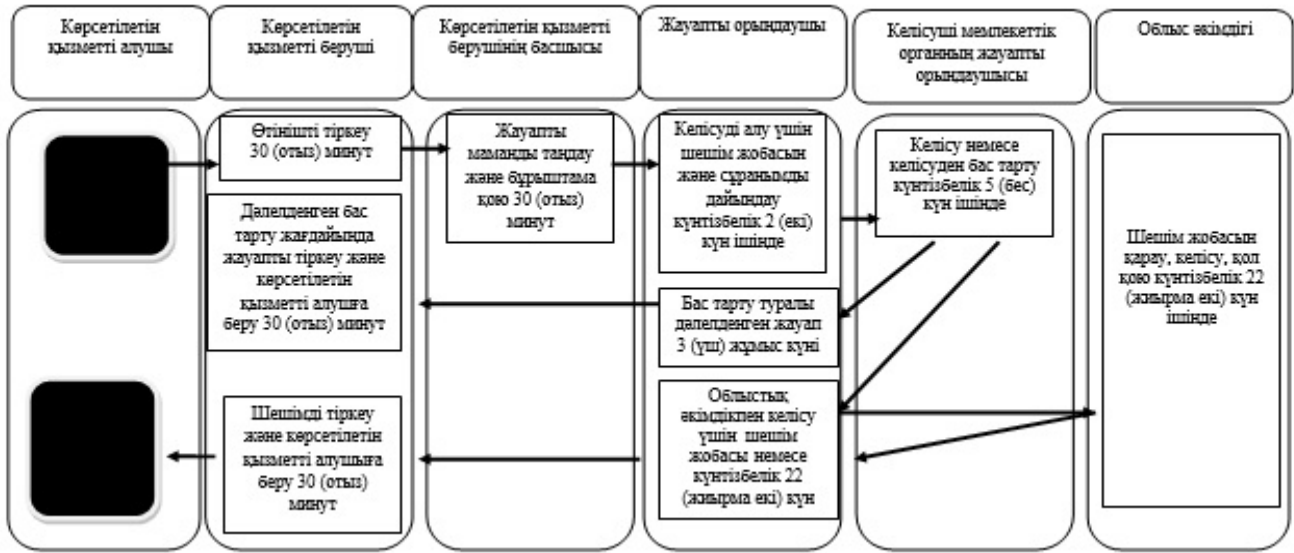 Көрсетілетін
қызметті алушы
Көрсетілетін
қызметті беруші
Көрсетілетін қызметті
берушінің басшысы
Жауапты орындаушы
Келісуші мемлекеттік
органның жауапты
орындаушысы
Облыс әкімдігі
Өтінішті тіркеу
30 (отыз) минут
Дәлелденген бас
тарту жағдайында
жауапты тіркеу және
көрсетілетін
қызметті алушға
беру 30 (отыз) минут
Шешімді тіркеу
және көрсетілетін
қызметті алушыға
беру 30 (отыз)
минут
Жауапты
маманды таңдау
және бұрыштама
қою 30 (отыз)
минут
Келісуді алу үшін
шешім жобасын
және сұранымды
дайындау
күнтізбелік 2 (екі)
күн ішінде
Бас тарту туралы
дәлелденген жауап
3 (үш) жұмыс күні
Облыстық
әкімдікпен келісу
үшін шешім
жобасы немесе
күнтізбелік 22
(жиырма екі) күн
Келісу немесе
келісуден бас тарту
күнтізбелік 5 (бес)
күн ішінде
Шешім жобасын
қарау, келісу, қол
қою күнтізбелік 22
(жиырма екі) күн
ішінде